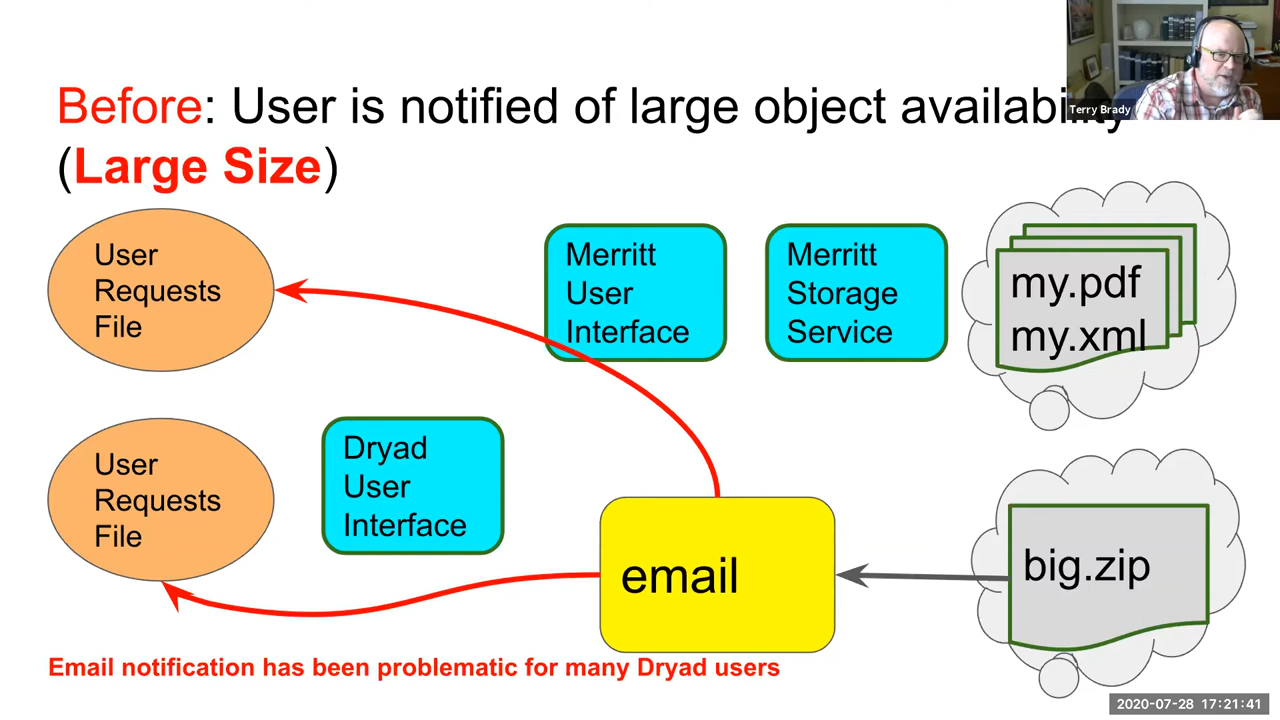 Before: User is notified of large object availability
(Large Size)
Terry Brady
User
Requests
File
Merritt
User
Interface
Merritt
Storage
Service
my.pdf
my.xml
User
Requests
File
Dryad
User
Interface
email
big.zip
Email notification has been problematic for many Dryad users
2020-07-28 17:21:41